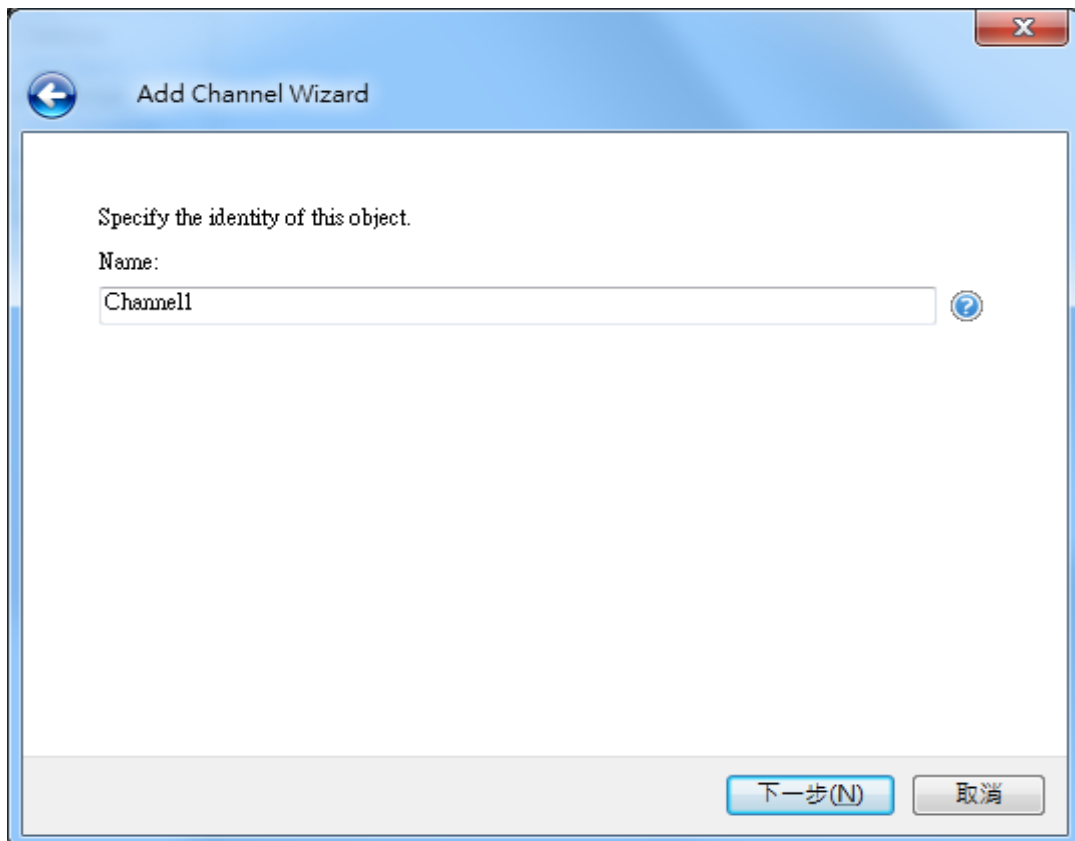 Add Channel Wizard
Specify the identity of this object.
Name:
Channel1
下一步(N)
取消